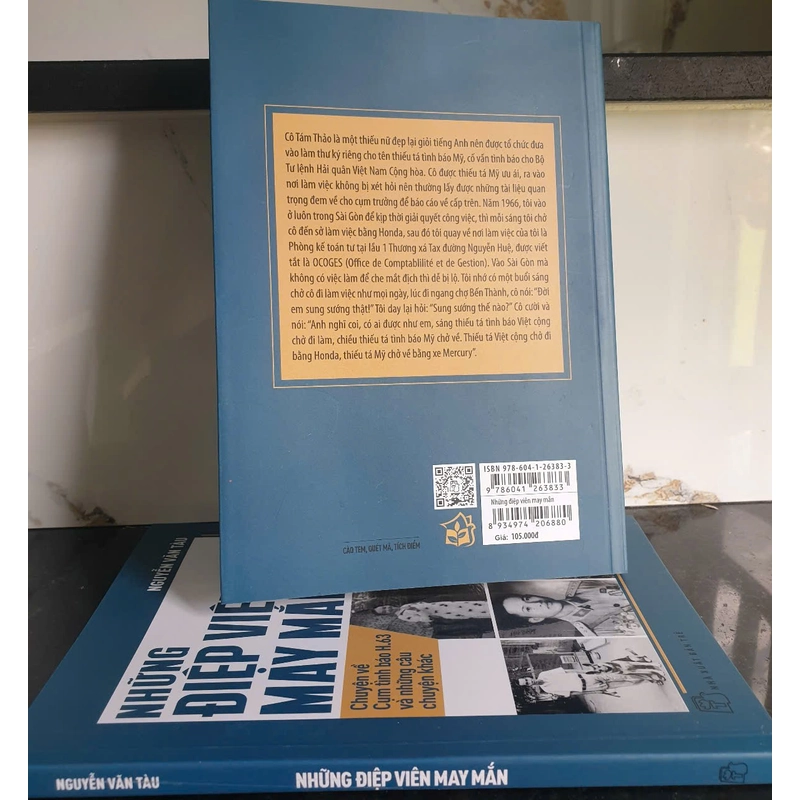 Cô Tám Thảo là một thiếu nữ đẹp lại giỏi tiếng Anh nên được tổ chức đưa
vào làm thư ký riêng cho tên thiếu tá tình báo Mỹ, cố vấn tình báo cho Bộ
Tư lệnh Hải quân Việt Nam Cộng hòa. Cô được thiếu tá Mỹ ưu ái, ra vào
nơi làm việc không bị xét hỏi nên thường lấy được những tài liệu quan
trọng đem về cho cụm trưởng để báo cáo về cấp trên. Năm 1966, tôi vào
ở luôn trong Sài Gòn để kịp thời giải quyết công việc, thì mỗi sáng tôi chở
cô đến sở làm việc bằng Honda, sau đó tôi quay về nơi làm việc của tôi là
Phòng kế toán tư tại lầu 1 Thương xá Tax đường Nguyễn Huệ, được viết
tắt là OCOGES (Office de Comptablilité et de Gestion). Vào Sài Gòn mà
không có việc làm để che mắt địch thì dễ bị lộ. Tôi nhớ có một buổi sáng
chở cô đi làm việc như mọi ngày, lúc đi ngang chợ Bến Thành, cô nói: "Đời
em sung sướng thật!" Tôi day lại hỏi: "Sung sướng thế nào?" Cô cười và
nói: "Anh nghĩ coi, có ai được như em, sáng thiếu tá tình báo Việt cộng
chở đi làm, chiều thiếu tá tình báo Mỹ chở về. Thiếu tá Việt cộng chở đi
bằng Honda, thiếu tá Mỹ chở về bằng xe Mercury".
CÀO TEM, QUÉT MÃ, TÍCH ĐIỂM
ISBN 978-604-1-26383-3
9 786041 263833
Những điệp viên may mắn
8 934974 206880
Giá: 105.000đ
NGUYỄN VĂN TÀU
NHỮNG
ĐIỆP VIÊ
MAY MẮ
Chuyện về
Cụm tình báo H.63
và những câu
chuyện khác
NHÀ XUẤT BẢN TRẺ
NGUYỄN VĂN TÀU
NHỮNG ĐIỆP VIÊN MAY MẮN